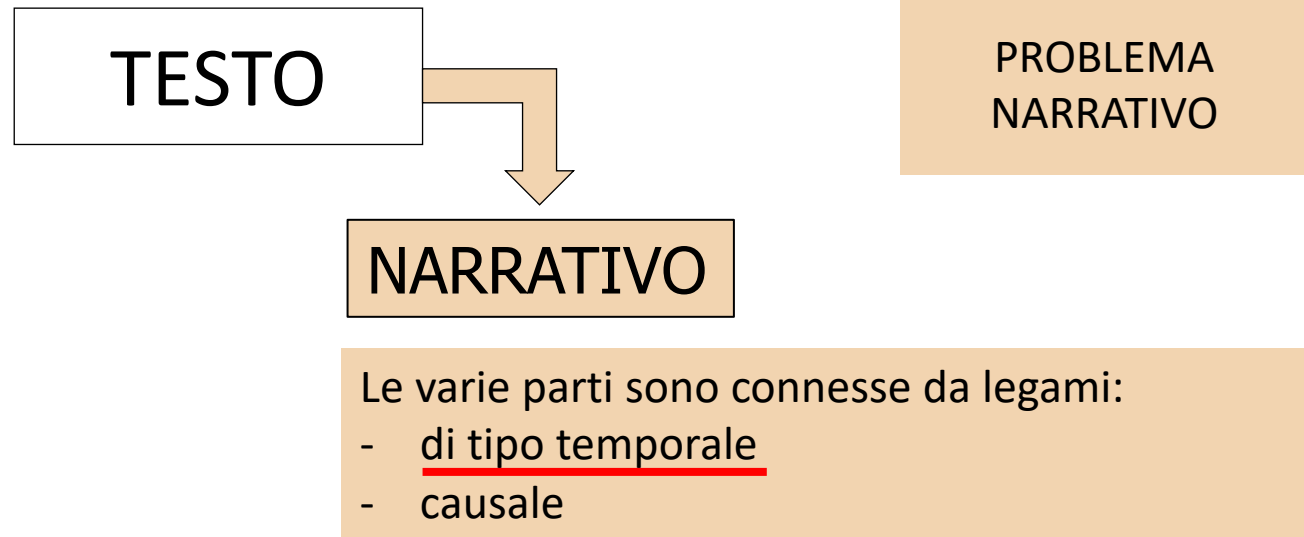 TESTO
PROBLEMA
NARRATIVO
NARRATIVO
Le varie parti sono connesse da legami:
- di tipo temporale
- causale